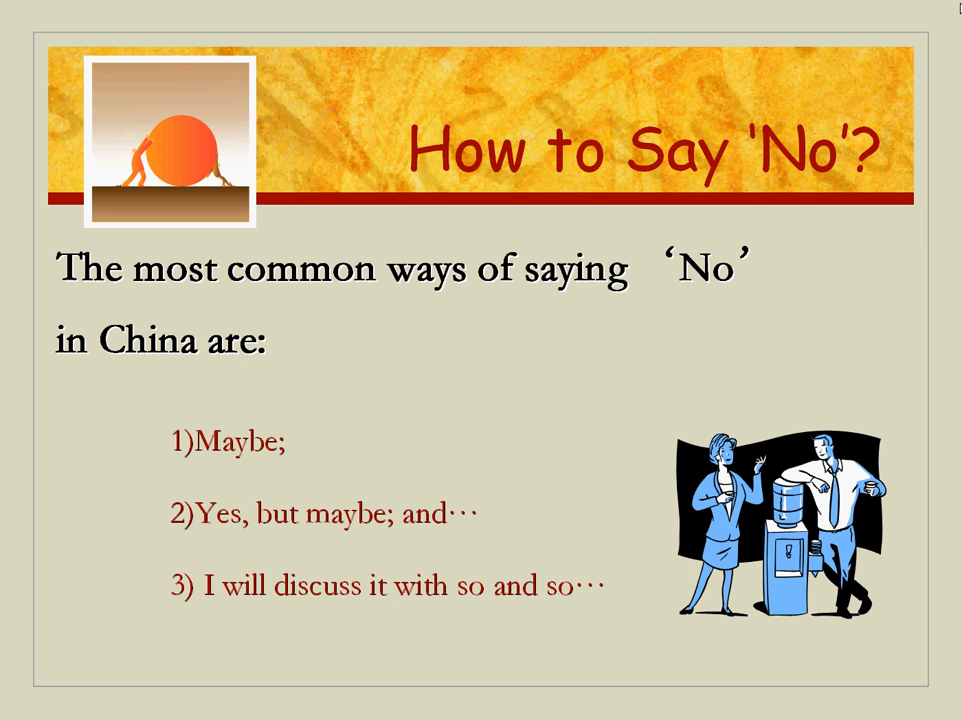 How to Say 'No'?
The most common ways of saying ‘No’
in China are:
1)Maybe;
2)Yes, but maybe; and…
3) I will discuss it with so and so…